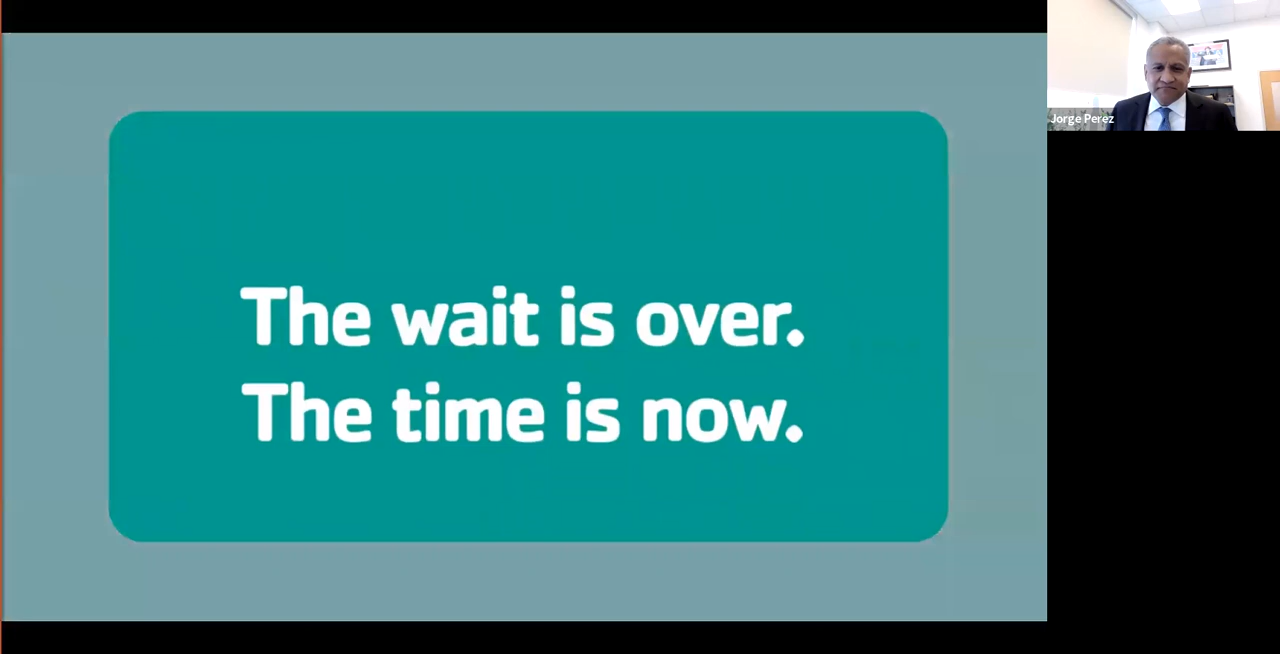 The wait is over.
The time is now.
Jorge Perez